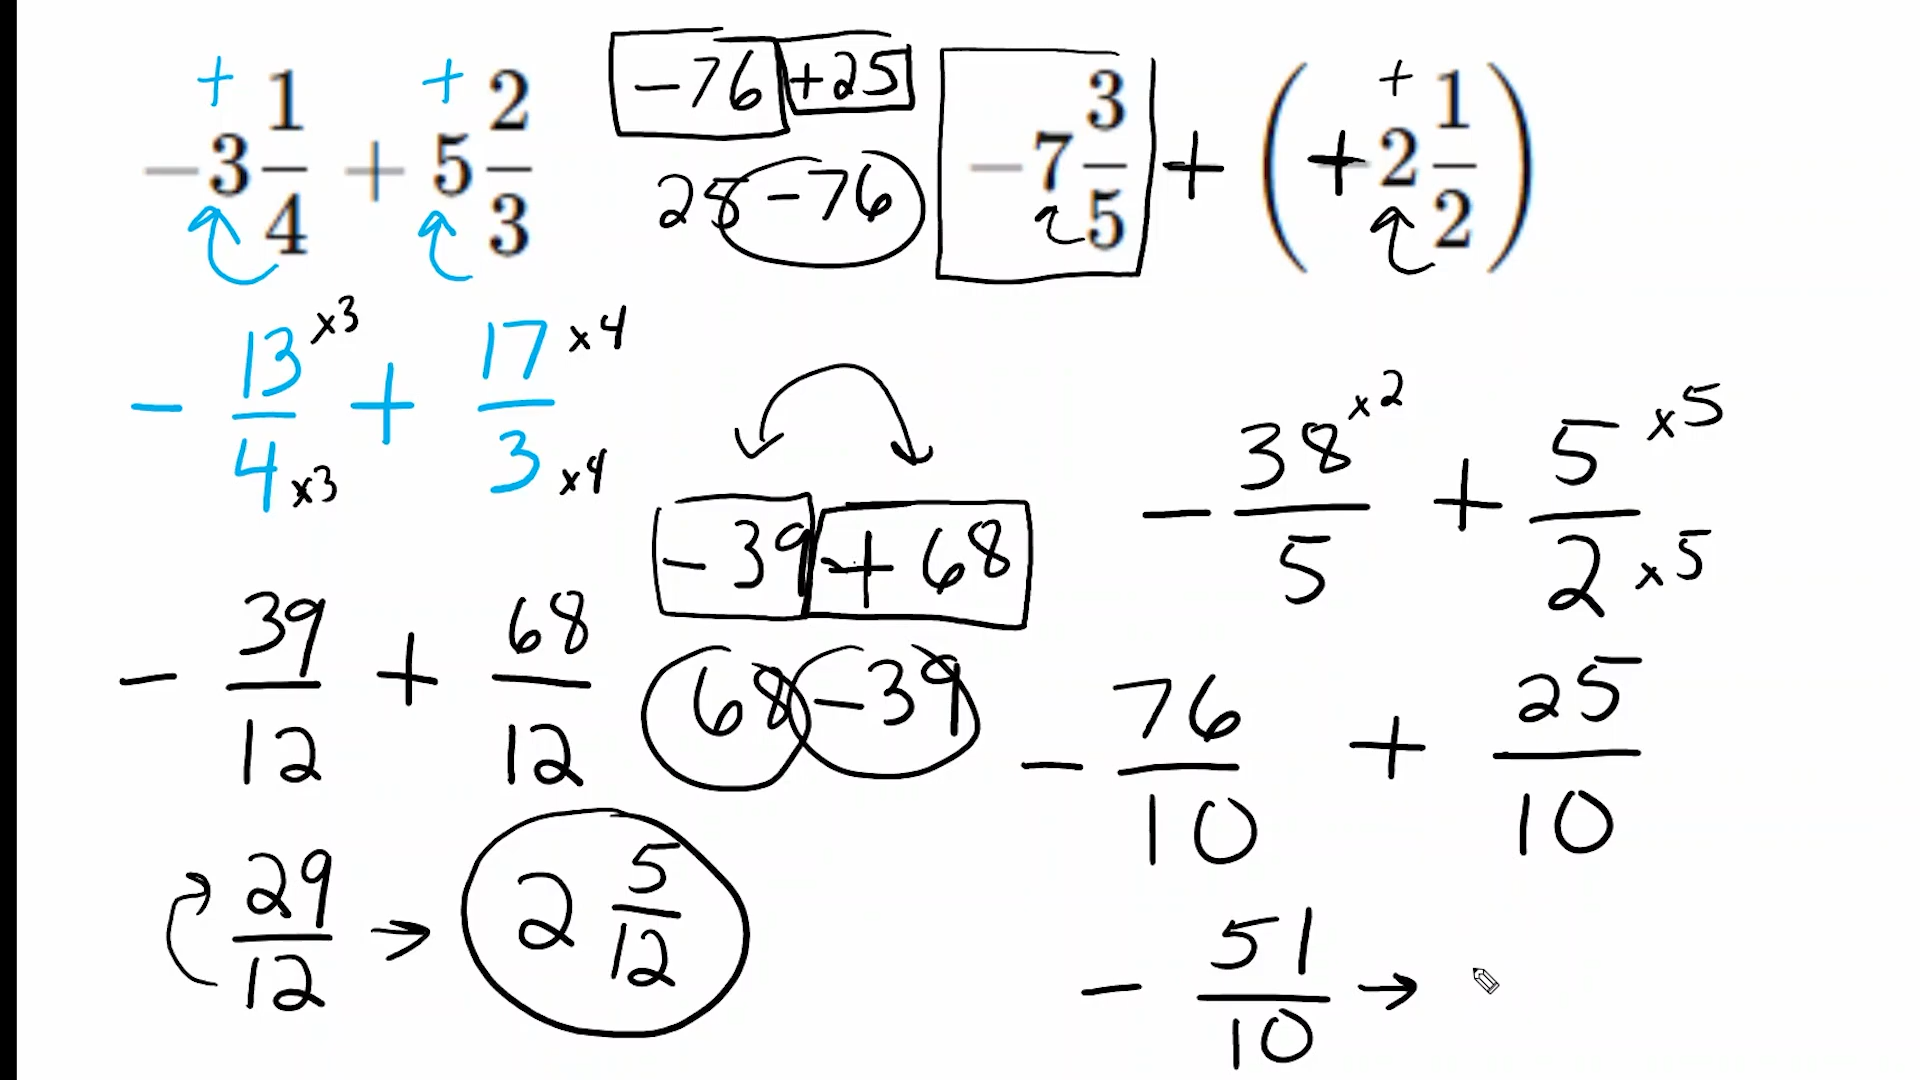 -3 1/4 + 5 2/3
+ +
-13/4 + 17/3
x3 x4
x3 x4
-39/12 + 68/12
29/12 → 2 5/12
-76 +25
25 -76
-39 + 68
68 -39
-7 3/5 + (+2 1/2)
+
-38/5 + 5/2
x2 x5
x5
-76/10 + 25/10
-51/10 →